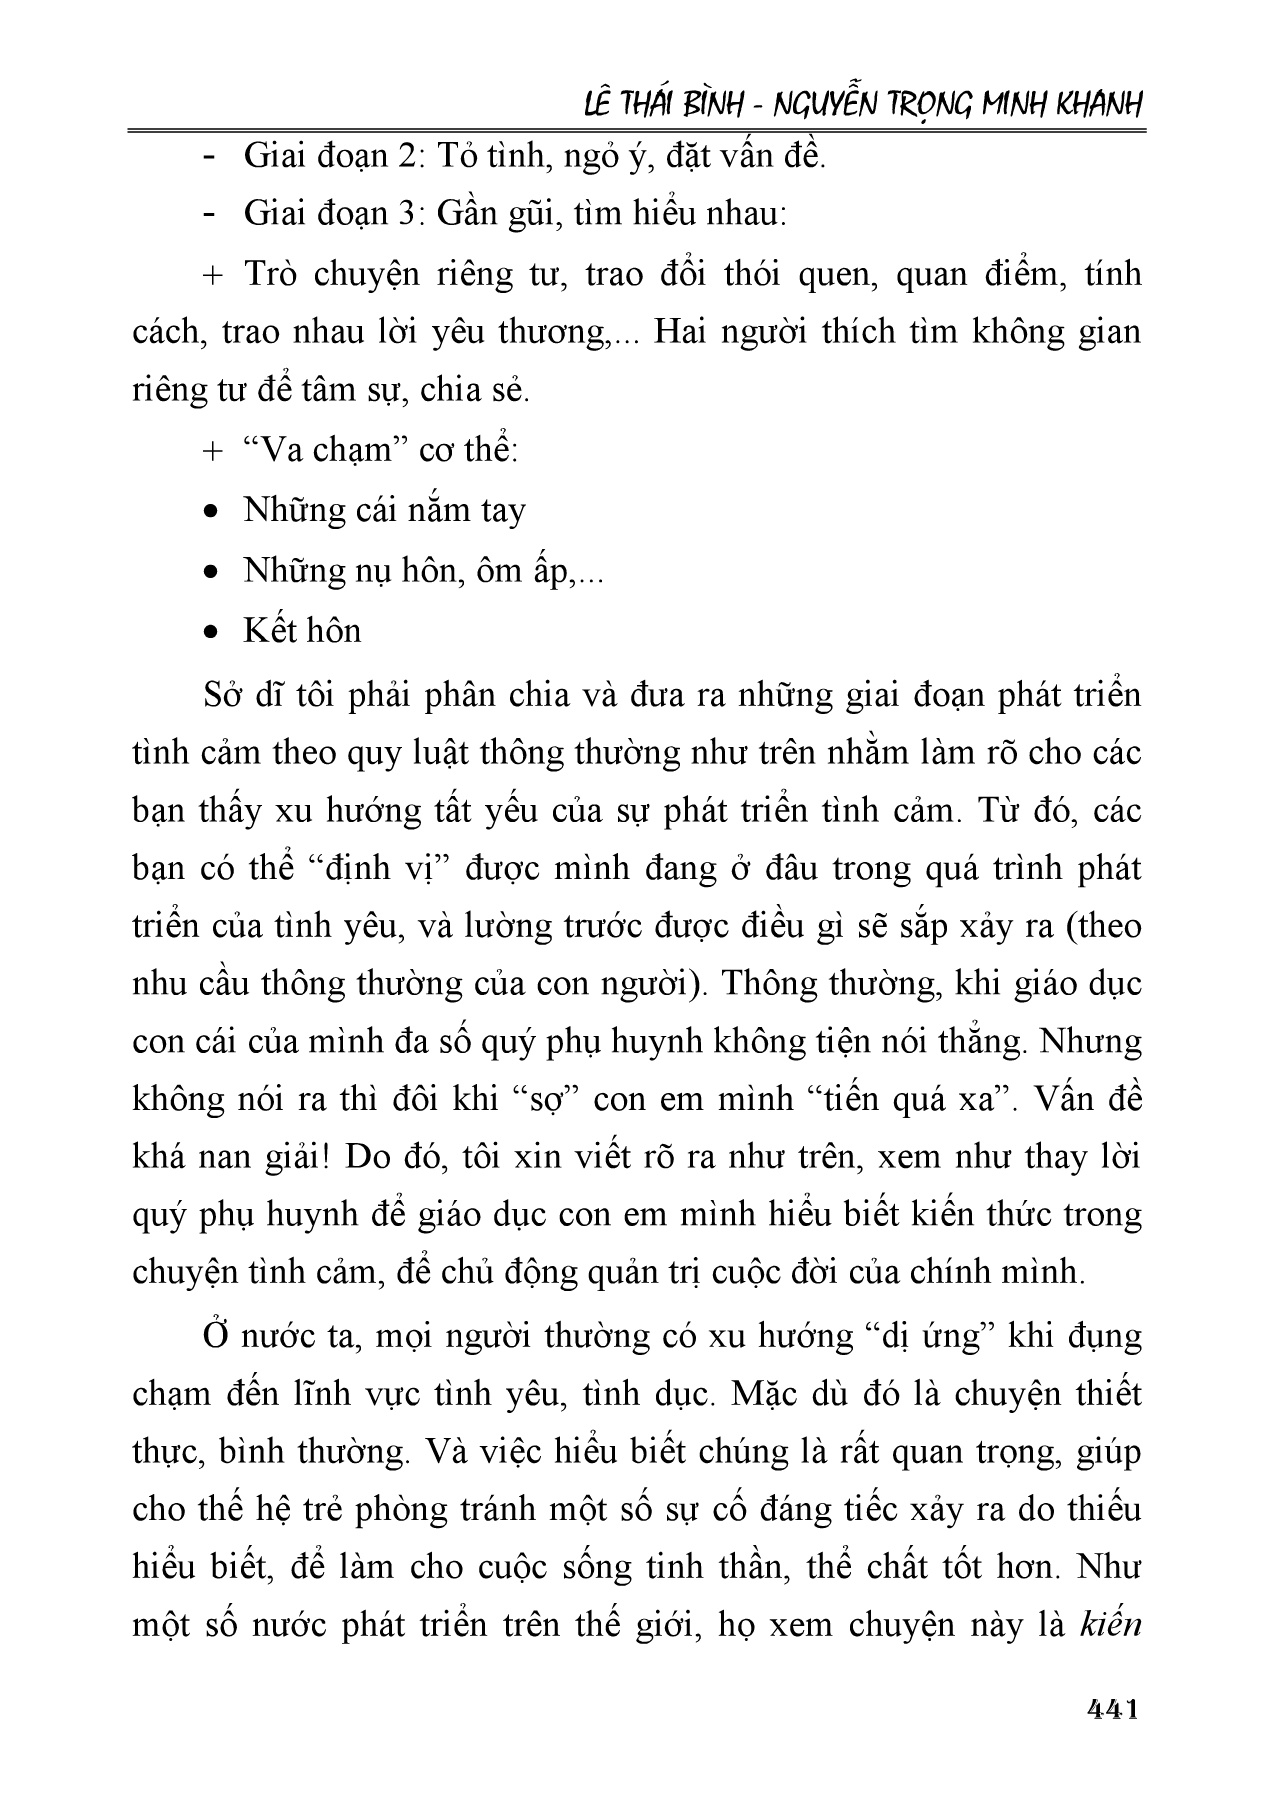 LÊ THÁI BÌNH - NGUYỄN TRỌNG MINH KHANH
- Giai đoạn 2: Tỏ tình, ngỏ ý, đặt vấn đề.
- Giai đoạn 3: Gần gũi, tìm hiểu nhau:
+ Trò chuyện riêng tư, trao đổi thói quen, quan điểm, tính
cách, trao nhau lời yêu thương,... Hai người thích tìm không gian
riêng tư để tâm sự, chia sẻ.
+ “Va chạm” cơ thể:
• Những cái nắm tay
• Những nụ hôn, ôm ấp,...
• Kết hôn
Sở dĩ tôi phải phân chia và đưa ra những giai đoạn phát triển
tình cảm theo quy luật thông thường như trên nhằm làm rõ cho các
bạn thấy xu hướng tất yếu của sự phát triển tình cảm. Từ đó, các
bạn có thể “định vị” được mình đang ở đâu trong quá trình phát
triển của tình yêu, và lường trước được điều gì sẽ sắp xảy ra (theo
nhu cầu thông thường của con người). Thông thường, khi giáo dục
con cái của mình đa số quý phụ huynh không tiện nói thẳng. Nhưng
không nói ra thì đôi khi “sợ” con em mình “tiến quá xa”. Vấn đề
khá nan giải! Do đó, tôi xin viết rõ ra như trên, xem như thay lời
quý phụ huynh để giáo dục con em mình hiểu biết kiến thức trong
chuyện tình cảm, để chủ động quản trị cuộc đời của chính mình.
Ở nước ta, mọi người thường có xu hướng “dị ứng” khi đụng
chạm đến lĩnh vực tình yêu, tình dục. Mặc dù đó là chuyện thiết
thực, bình thường. Và việc hiểu biết chúng là rất quan trọng, giúp
cho thế hệ trẻ phòng tránh một số sự cố đáng tiếc xảy ra do thiếu
hiểu biết, để làm cho cuộc sống tinh thần, thể chất tốt hơn. Như
một số nước phát triển trên thế giới, họ xem chuyện này là kiến
441